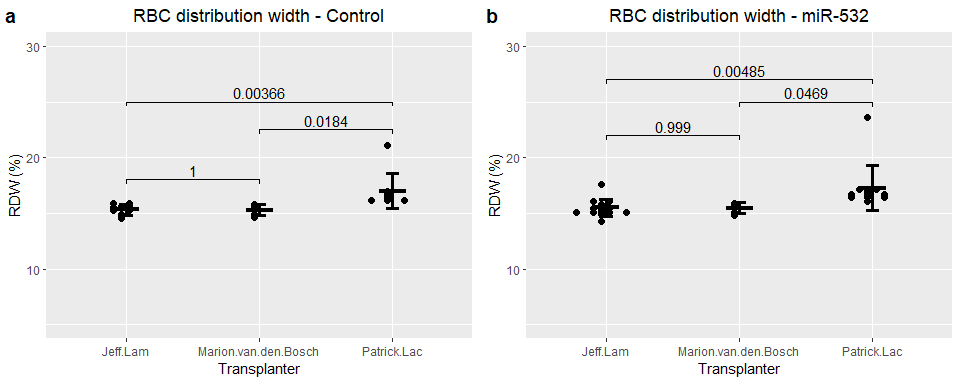 a
RBC distribution width - Control
RDW (%)
30
20
10
0.00366
0.0184
1
Jeff.Lam
Marion.van.den.Bosch
Patrick.Lac
Transplanter
b
RBC distribution width - miR-532
RDW (%)
30
20
10
0.00485
0.0469
0.999
Jeff.Lam
Marion.van.den.Bosch
Patrick.Lac
Transplanter